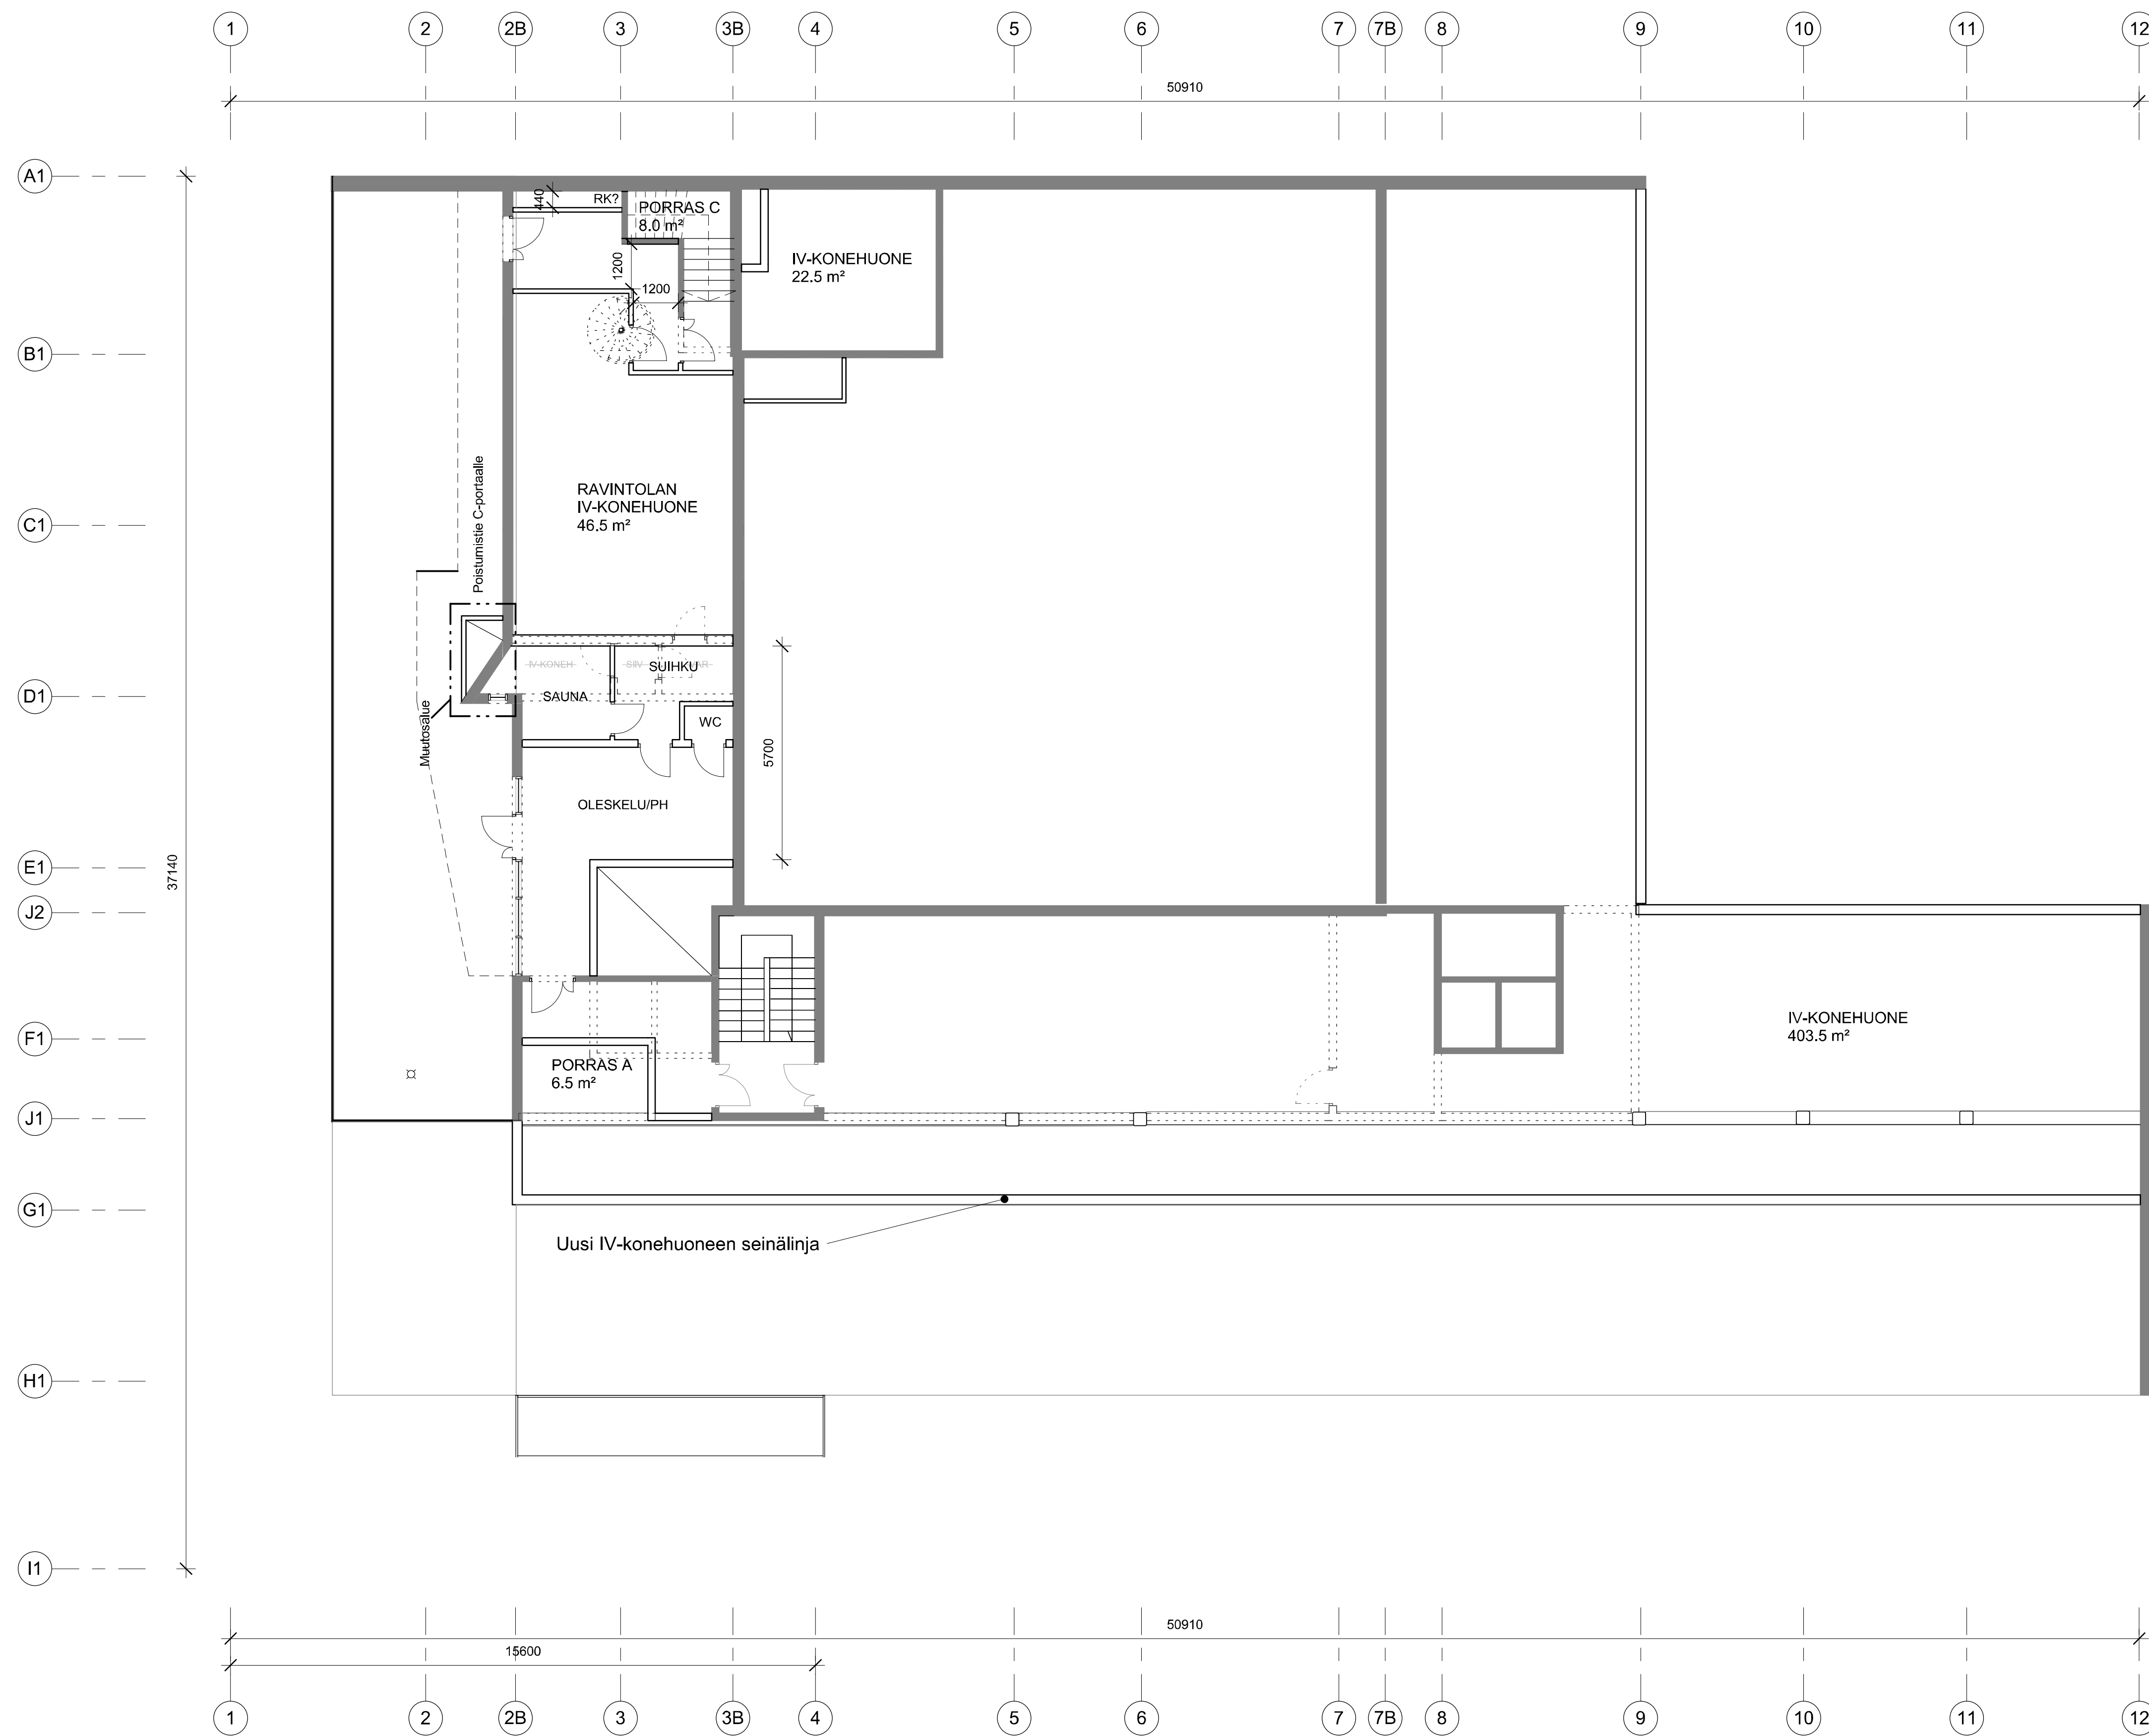 1 2 2B 3 3B 4 5 6 7 7B 8 9 10 11 12
50910
A1
440
RK?
PORRAS C
8.0 m²
IV-KONEHUONE
22.5 m²
1200
1200
B1
37140
Poistumistie C-portaalle
RAVINTOLAN
IV-KONEHUONE
46.5 m²
C1
IV-KONEH
SIIV
VAR
SUIHKU
SAUNA
D1
WC
Muutosalue
5700
OLESKELU/PH
E1
J2
IV-KONEHUONE
403.5 m²
F1
PORRAS A
6.5 m²
J1
G1
Uusi IV-konehuoneen seinälinja
H1
I1
50910
15600
1 2 2B 3 3B 4 5 6 7 7B 8 9 10 11 12